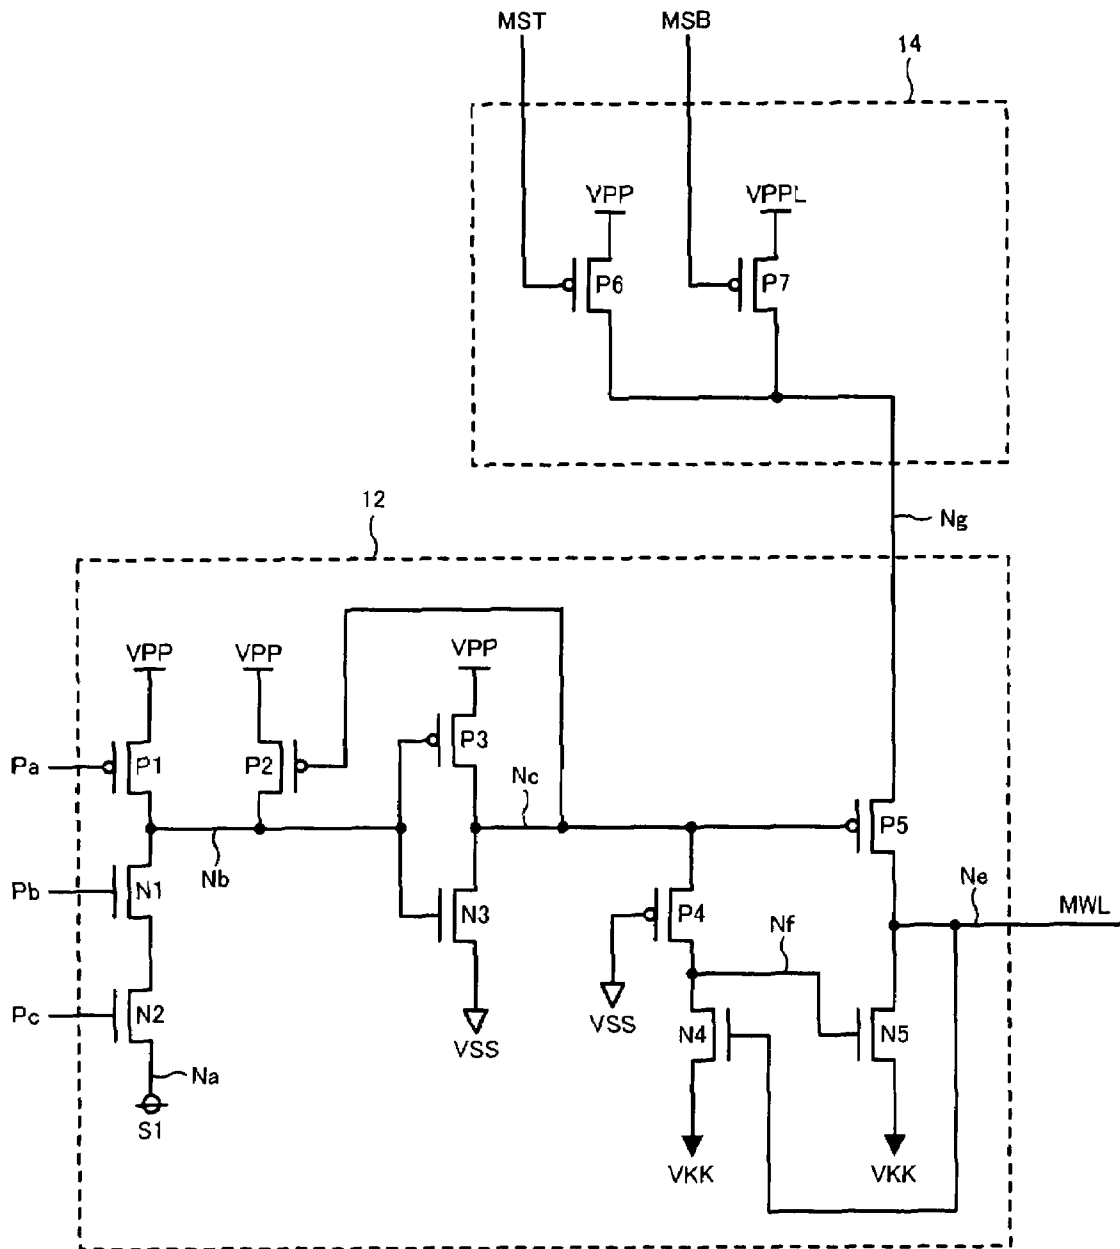 MST MSB
14
VPP VPPL
P6 P7
12
Ng
VPP VPP VPP
Pa P1 P2 P3
Nc
P5
Nb
Pb N1 N3 P4 Ne MWL
Nf
Pc N2 VSS N4 N5
VSS
Na
S1
VKK VKK